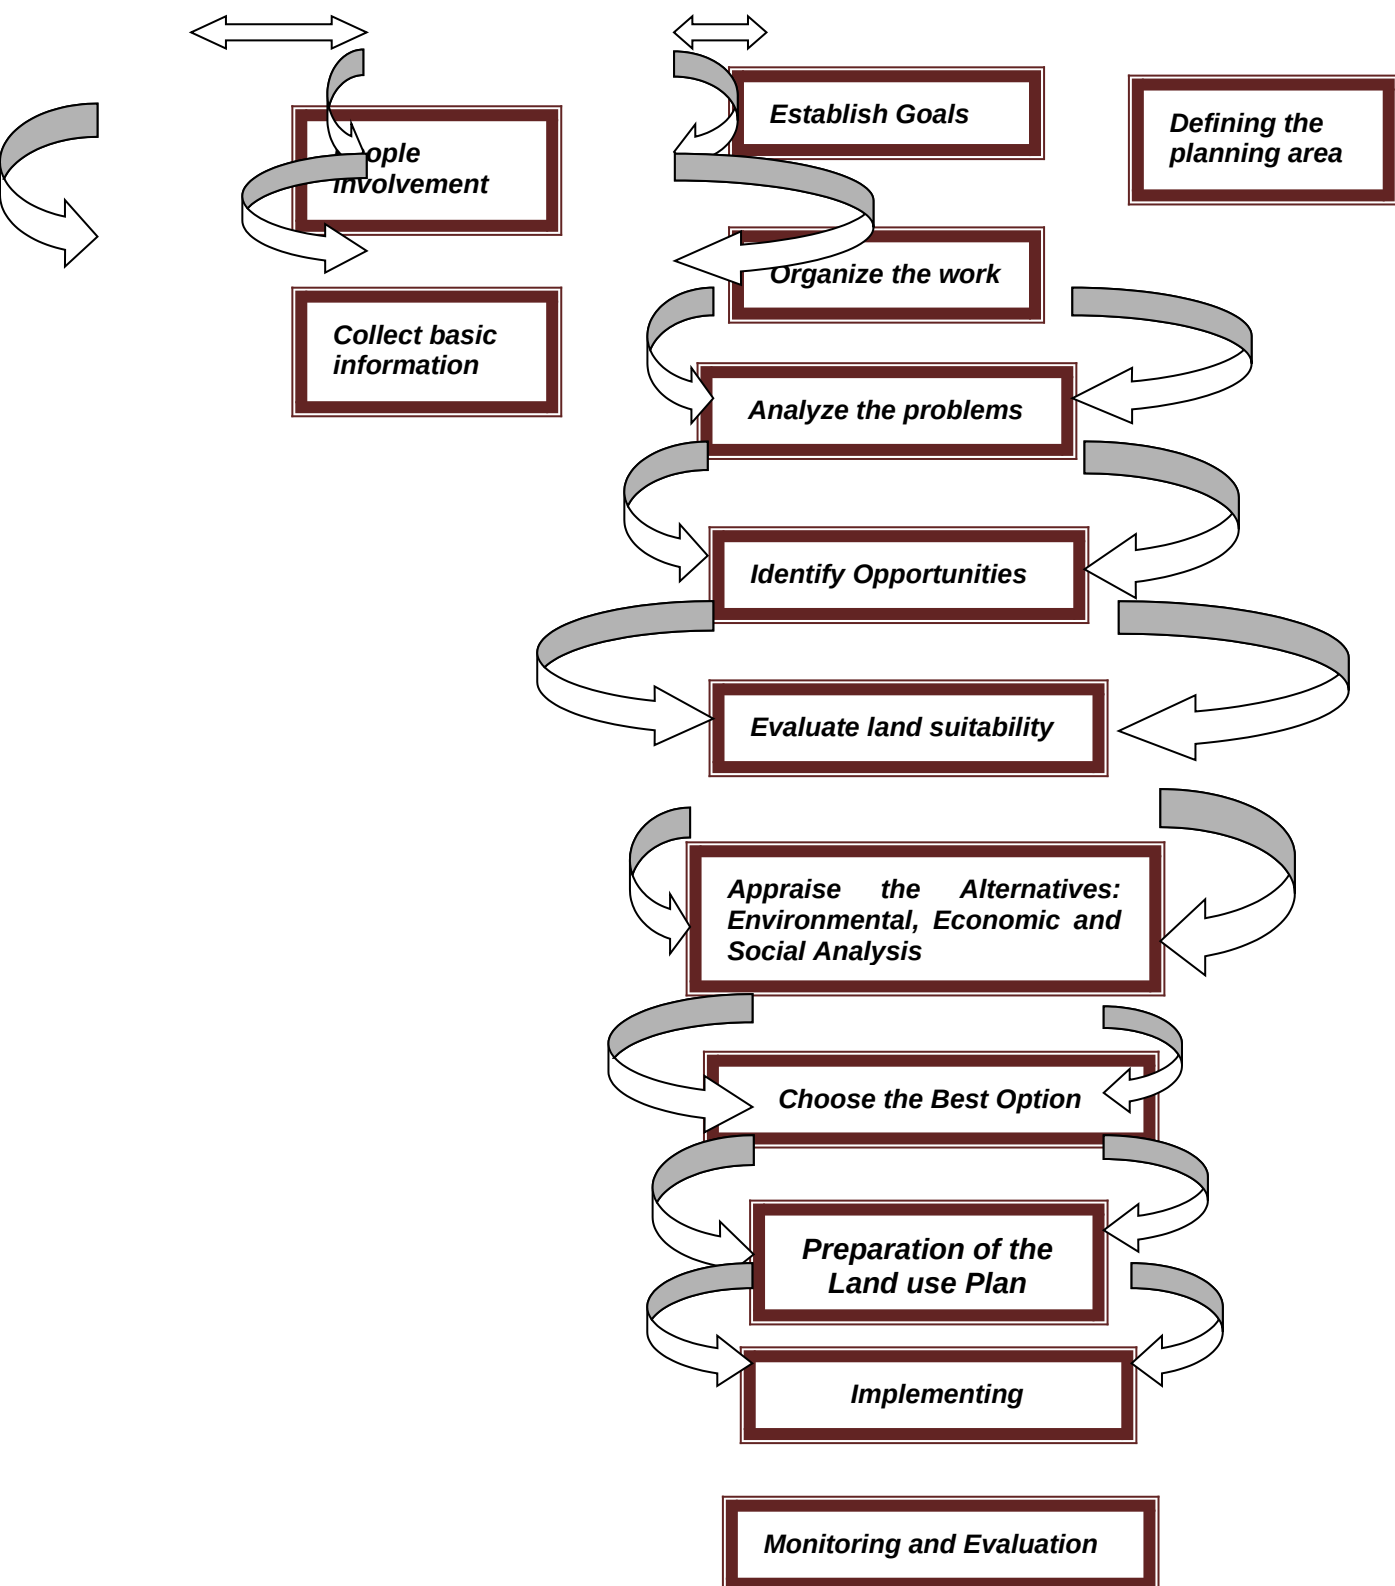 Establish Goals
Defining the
planning area
ople
involvement
Organize the work
Collect basic
information
Analyze the problems
Identify Opportunities
Evaluate land suitability
Appraise the Alternatives:
Environmental, Economic and
Social Analysis
Choose the Best Option
Preparation of the
Land use Plan
Implementing
Monitoring and Evaluation